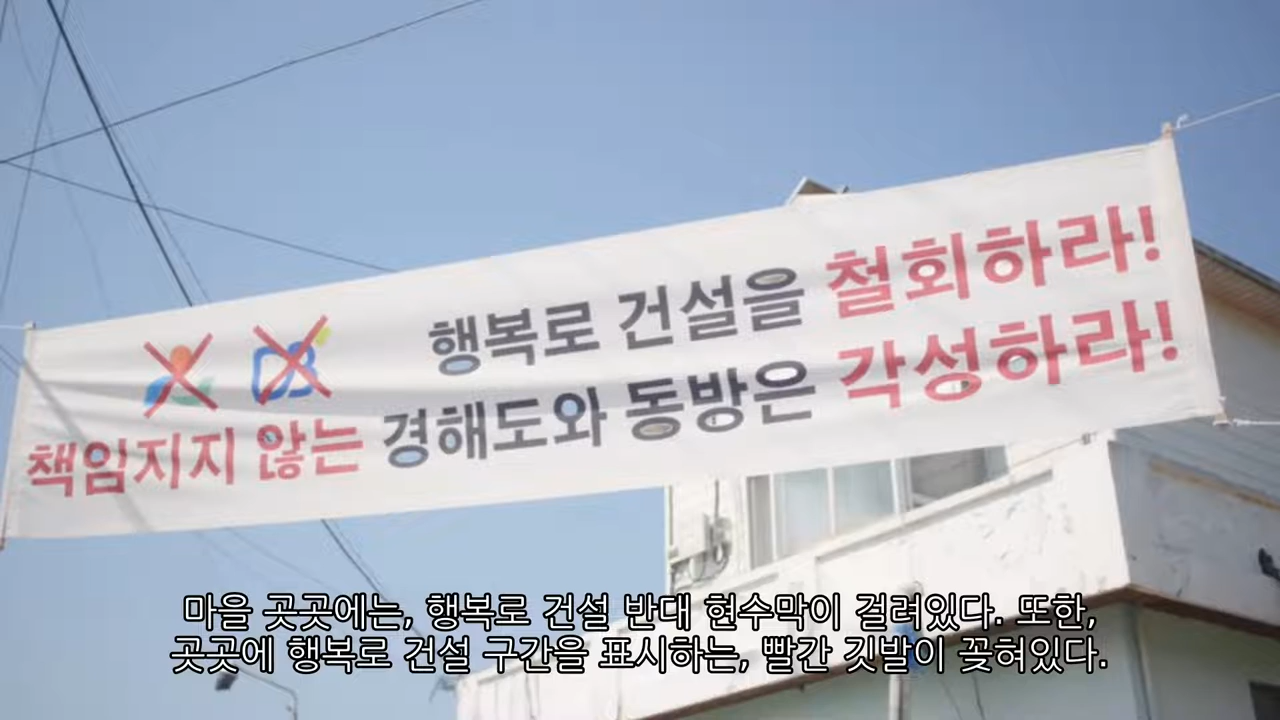 행복로 건설을 철회하라!
책임지지 않는 경해도와 동방은 각성하라!
DB
마을 곳곳에는, 행복로 건설 반대 현수막이 걸려있다. 또한,
곳곳에 행복로 건설 구간을 표시하는, 빨간 깃발이 꽂혀있다.